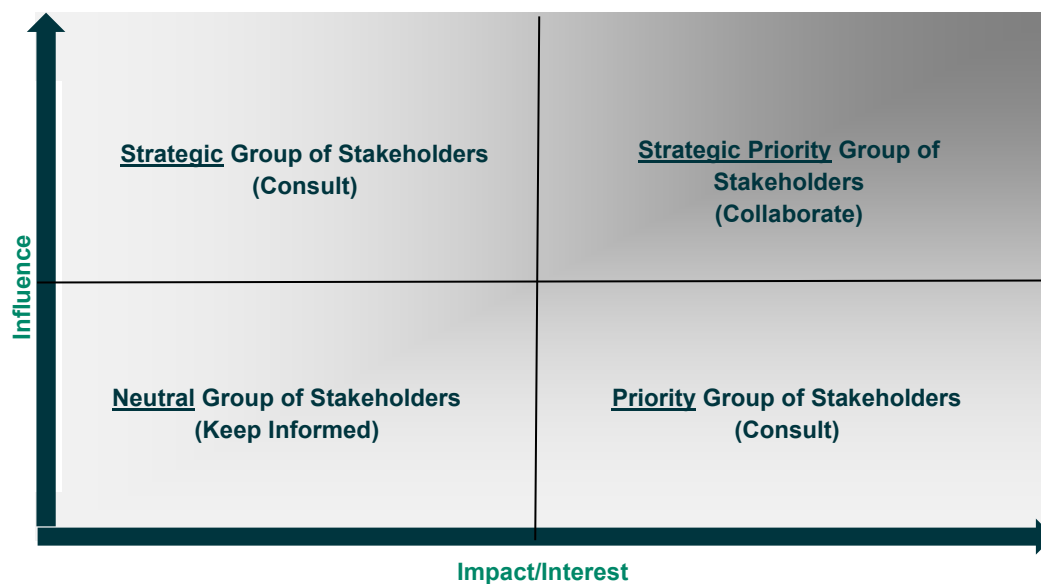 Strategic Group of Stakeholders
(Consult)
Strategic Priority Group of
Stakeholders
(Collaborate)
Influence
Neutral Group of Stakeholders
(Keep Informed)
Priority Group of Stakeholders
(Consult)
Impact/Interest